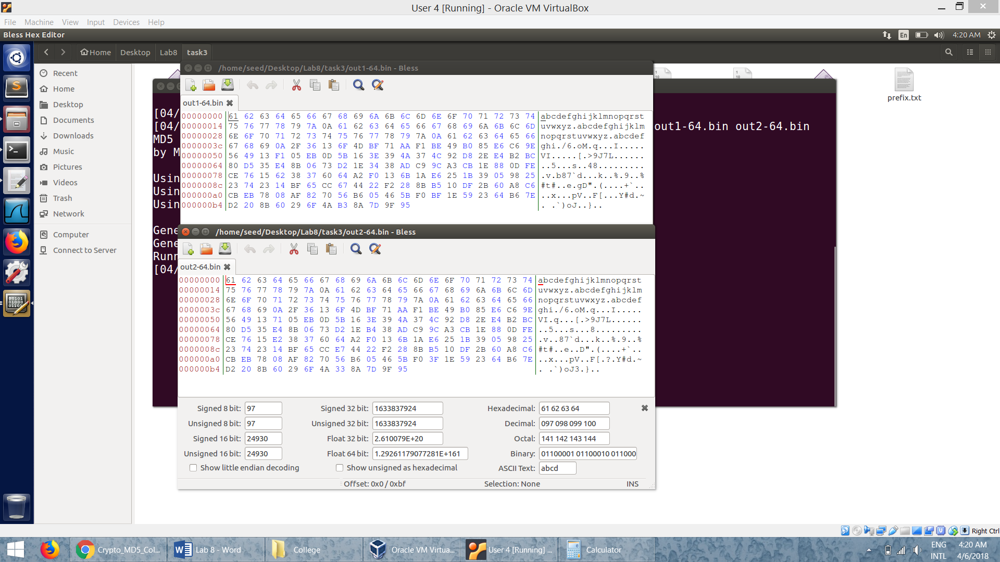 User 4 [Running] - Oracle VM VirtualBox
File Machine View Input Devices Help
Bless Hex Editor
En
4:20 AM
Home Desktop Lab8 task3
Recent
Home
Desktop
Documents
Downloads
Music
Pictures
Videos
Trash
Network
Computer
Connect to Server
prefix.txt
[04/
[04/
out1-64.bin out2-64.bin
MD5
by M
Usin
Usin
Usin
Gene
Gene
Runn
[04/
/home/seed/Desktop/Lab8/task3/out1-64.bin - Bless
out1-64.bin
00000000 61 62 63 64 65 66 67 68 69 6A 6B 6C 6D 6E 6F 70 71 72 73 74 abcdefghijklmnopqrst
00000014 75 76 77 78 79 7A 0A 61 62 63 64 65 66 67 68 69 6A 6B 6C 6D uvwxyz.abcdefghijklm
00000028 6E 6F 70 71 72 73 74 75 76 77 78 79 7A 0A 61 62 63 64 65 66 nopqrstuvwxyz.abcdef
0000003c 67 68 69 0A 2F 36 13 6F 4D BF 71 AA F1 BE 49 B0 85 E6 C6 9E ghi./6.oM.q...I.....
00000050 56 49 13 F1 05 EB 0D 5B 16 3E 39 4A 37 4C 92 D8 2E E4 B2 BC VI.....[.>9J7L......
00000064 80 D5 35 E4 8B 06 73 D2 1E 34 38 AD C9 9C A3 CB 1E 88 0D FE ..5...s..48.........
00000078 CE 76 15 62 38 37 60 64 A2 F0 13 6B 1A E6 25 1B 39 05 98 25 .v.b87`d...k..%.9..%
0000008c 23 74 23 14 BF 65 CC 67 44 22 F2 28 8B B5 10 DF 2B 60 A8 C6 #t#..e.gD".(....+`..
000000a0 CB EB 78 08 AF 82 70 56 B6 05 46 5B F0 BF 1E 59 23 64 B6 7E ..x...pV..F[...Y#d.~
000000b4 D2 20 8B 60 29 6F 4A B3 8A 7D 9F 95 . .`)oJ..}..
/home/seed/Desktop/Lab8/task3/out2-64.bin - Bless
out2-64.bin
00000000 61 62 63 64 65 66 67 68 69 6A 6B 6C 6D 6E 6F 70 71 72 73 74 abcdefghijklmnopqrst
00000014 75 76 77 78 79 7A 0A 61 62 63 64 65 66 67 68 69 6A 6B 6C 6D uvwxyz.abcdefghijklm
00000028 6E 6F 70 71 72 73 74 75 76 77 78 79 7A 0A 61 62 63 64 65 66 nopqrstuvwxyz.abcdef
0000003c 67 68 69 0A 2F 36 13 6F 4D BF 71 AA F1 BE 49 B0 85 E6 C6 9E ghi./6.oM.q...I.....
00000050 56 49 13 71 05 EB 0D 5B 16 3E 39 4A 37 4C 92 D8 2E E4 B2 BC VI.q...[.>9J7L......
00000064 80 D5 35 E4 8B 06 73 D2 1E B4 38 AD C9 9C A3 CB 1E 88 0D FE ..5...s...8.........
00000078 CE 76 15 E2 38 37 60 64 A2 F0 13 6B 1A E6 25 1B 39 05 98 25 .v..87`d...k..%.9..%
0000008c 23 74 23 14 BF 65 CC E7 44 22 F2 28 8B B5 10 DF 2B 60 A8 C6 #t#..e..D".(....+`..
000000a0 CB EB 78 08 AF 82 70 56 B6 05 46 5B F0 3F 1E 59 23 64 B6 7E ..x...pV..F[.?.Y#d.~
000000b4 D2 20 8B 60 29 6F 4A 33 8A 7D 9F 95 . .`)oJ3.}..
Signed 8 bit: 97 Signed 32 bit: 1633837924 Hexadecimal: 61 62 63 64
Unsigned 8 bit: 97 Unsigned 32 bit: 1633837924 Decimal: 097 098 099 100
Signed 16 bit: 24930 Float 32 bit: 2.610079E+20 Octal: 141 142 143 144
Unsigned 16 bit: 24930 Float 64 bit: 1.29261179077281E+161 Binary: 01100001 01100010 011000
Show little endian decoding Show unsigned as hexadecimal ASCII Text: abcd
Offset: 0x0 / 0xbf Selection: None INS
Right Ctrl
Crypto_MD5_Col... Lab 8 - Word College Oracle VM Virtua... User 4 [Running] ... Calculator
ENG 4:20 AM
INTL 4/6/2018